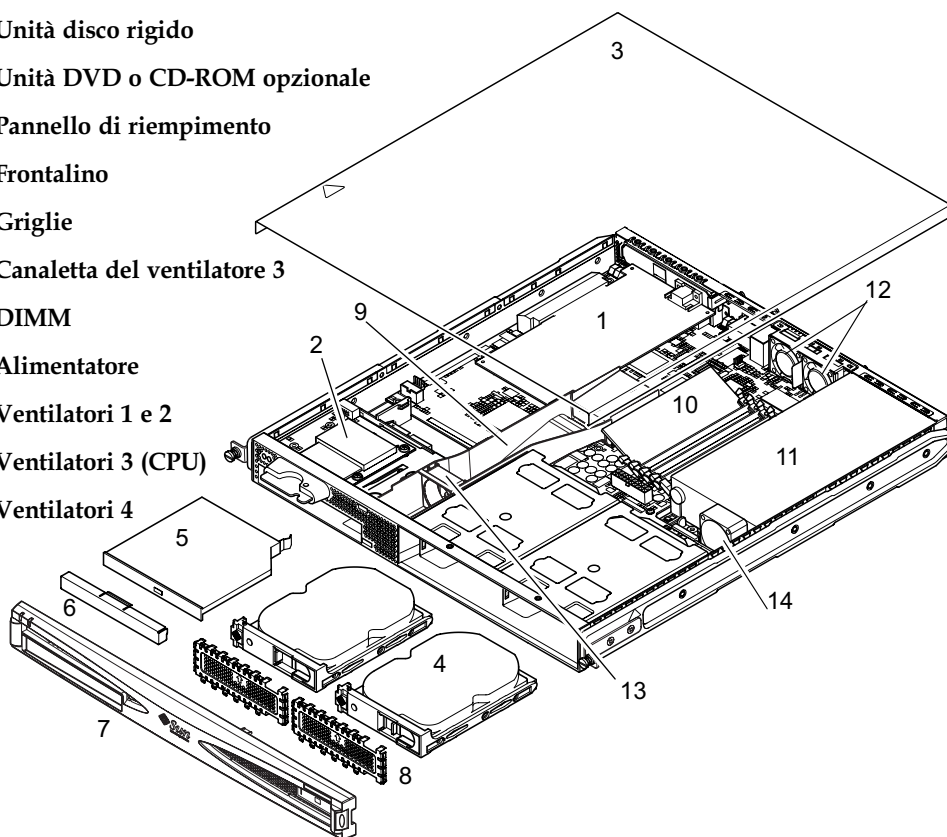 Unità disco rigido
Unità DVD o CD-ROM opzionale
Pannello di riempimento
Frontalino
Griglie
Canaletta del ventilatore 3
DIMM
Alimentatore
Ventilatori 1 e 2
Ventilatori 3 (CPU)
Ventilatori 4
3
12
9
1
2
10
11
5
14
6
4
13
7
Sun
8